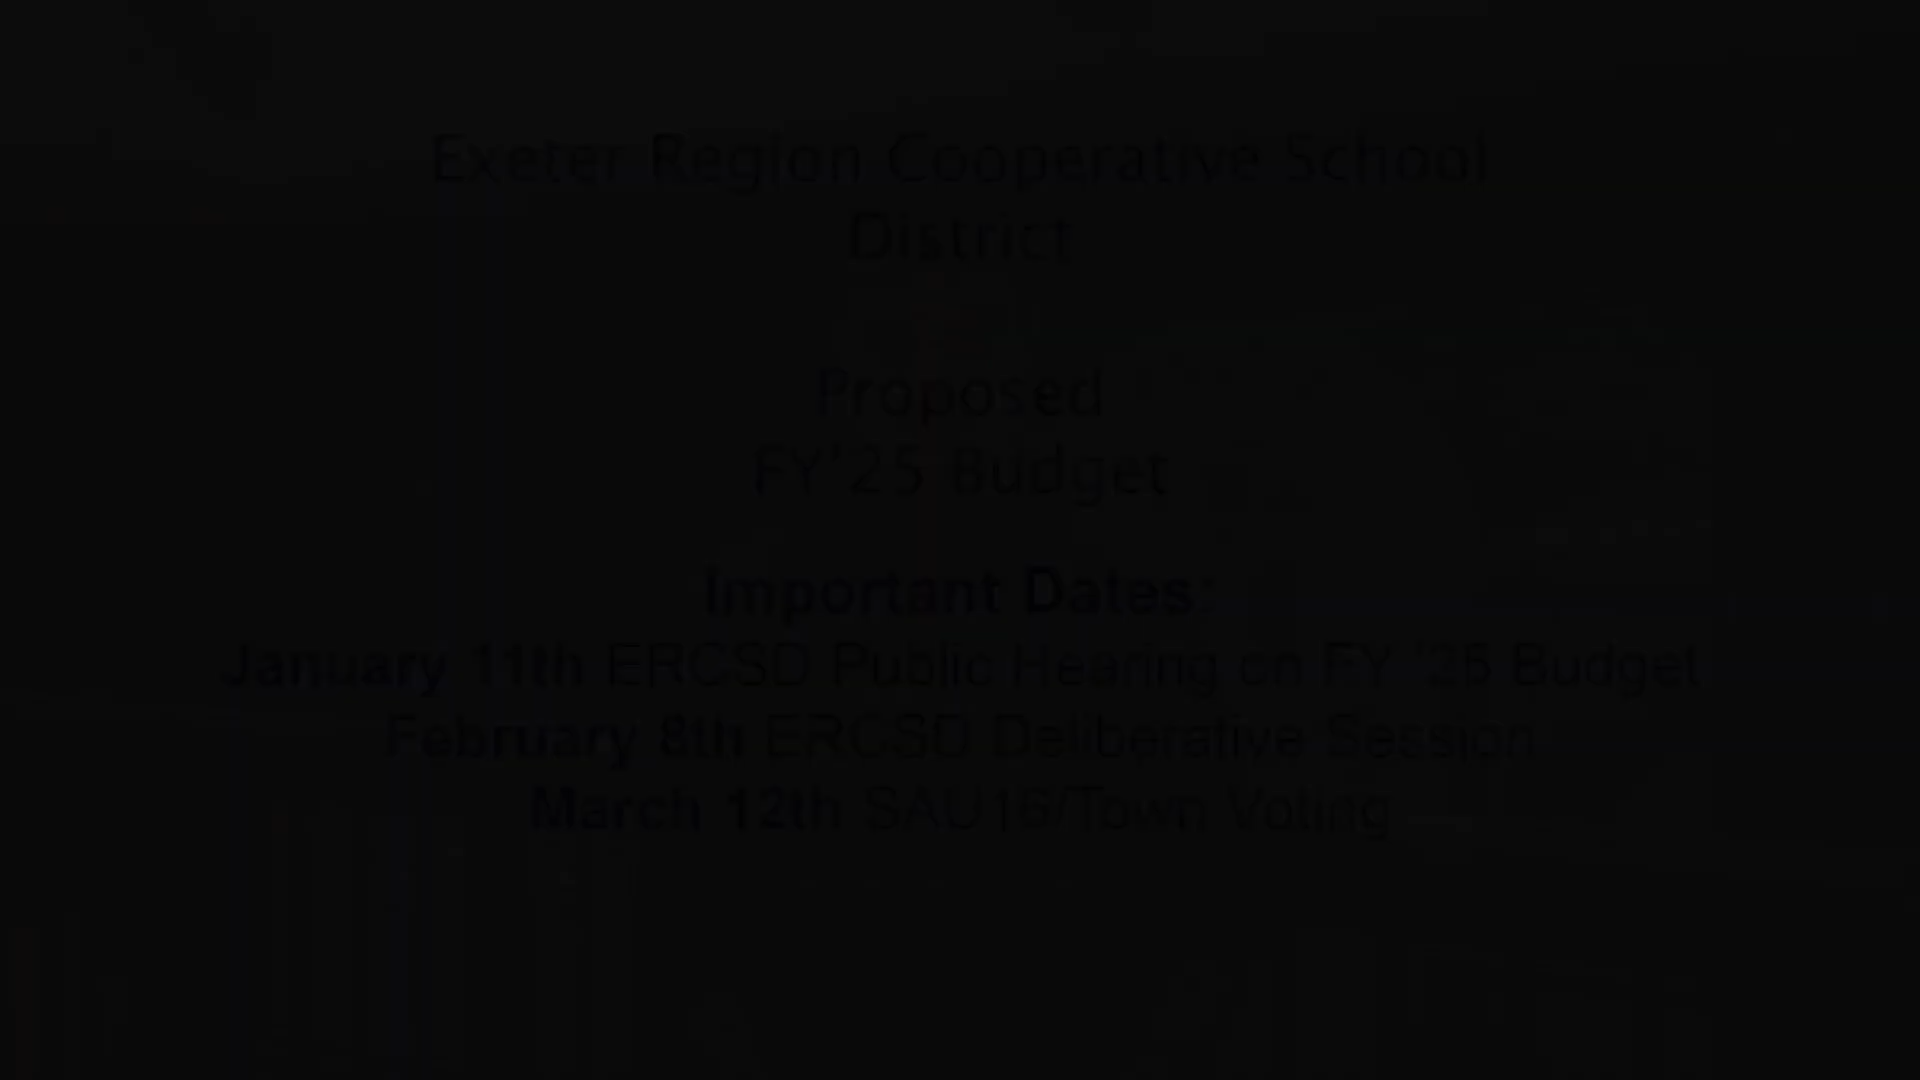 Exeter Region Cooperative School
District
Proposed
FY'25 Budget
Important Dates:
January 11th ERCSD Public Hearing on FY '25 Budget
February 8th ERCSD Deliberative Session
March 12th SAU16/Town Voting